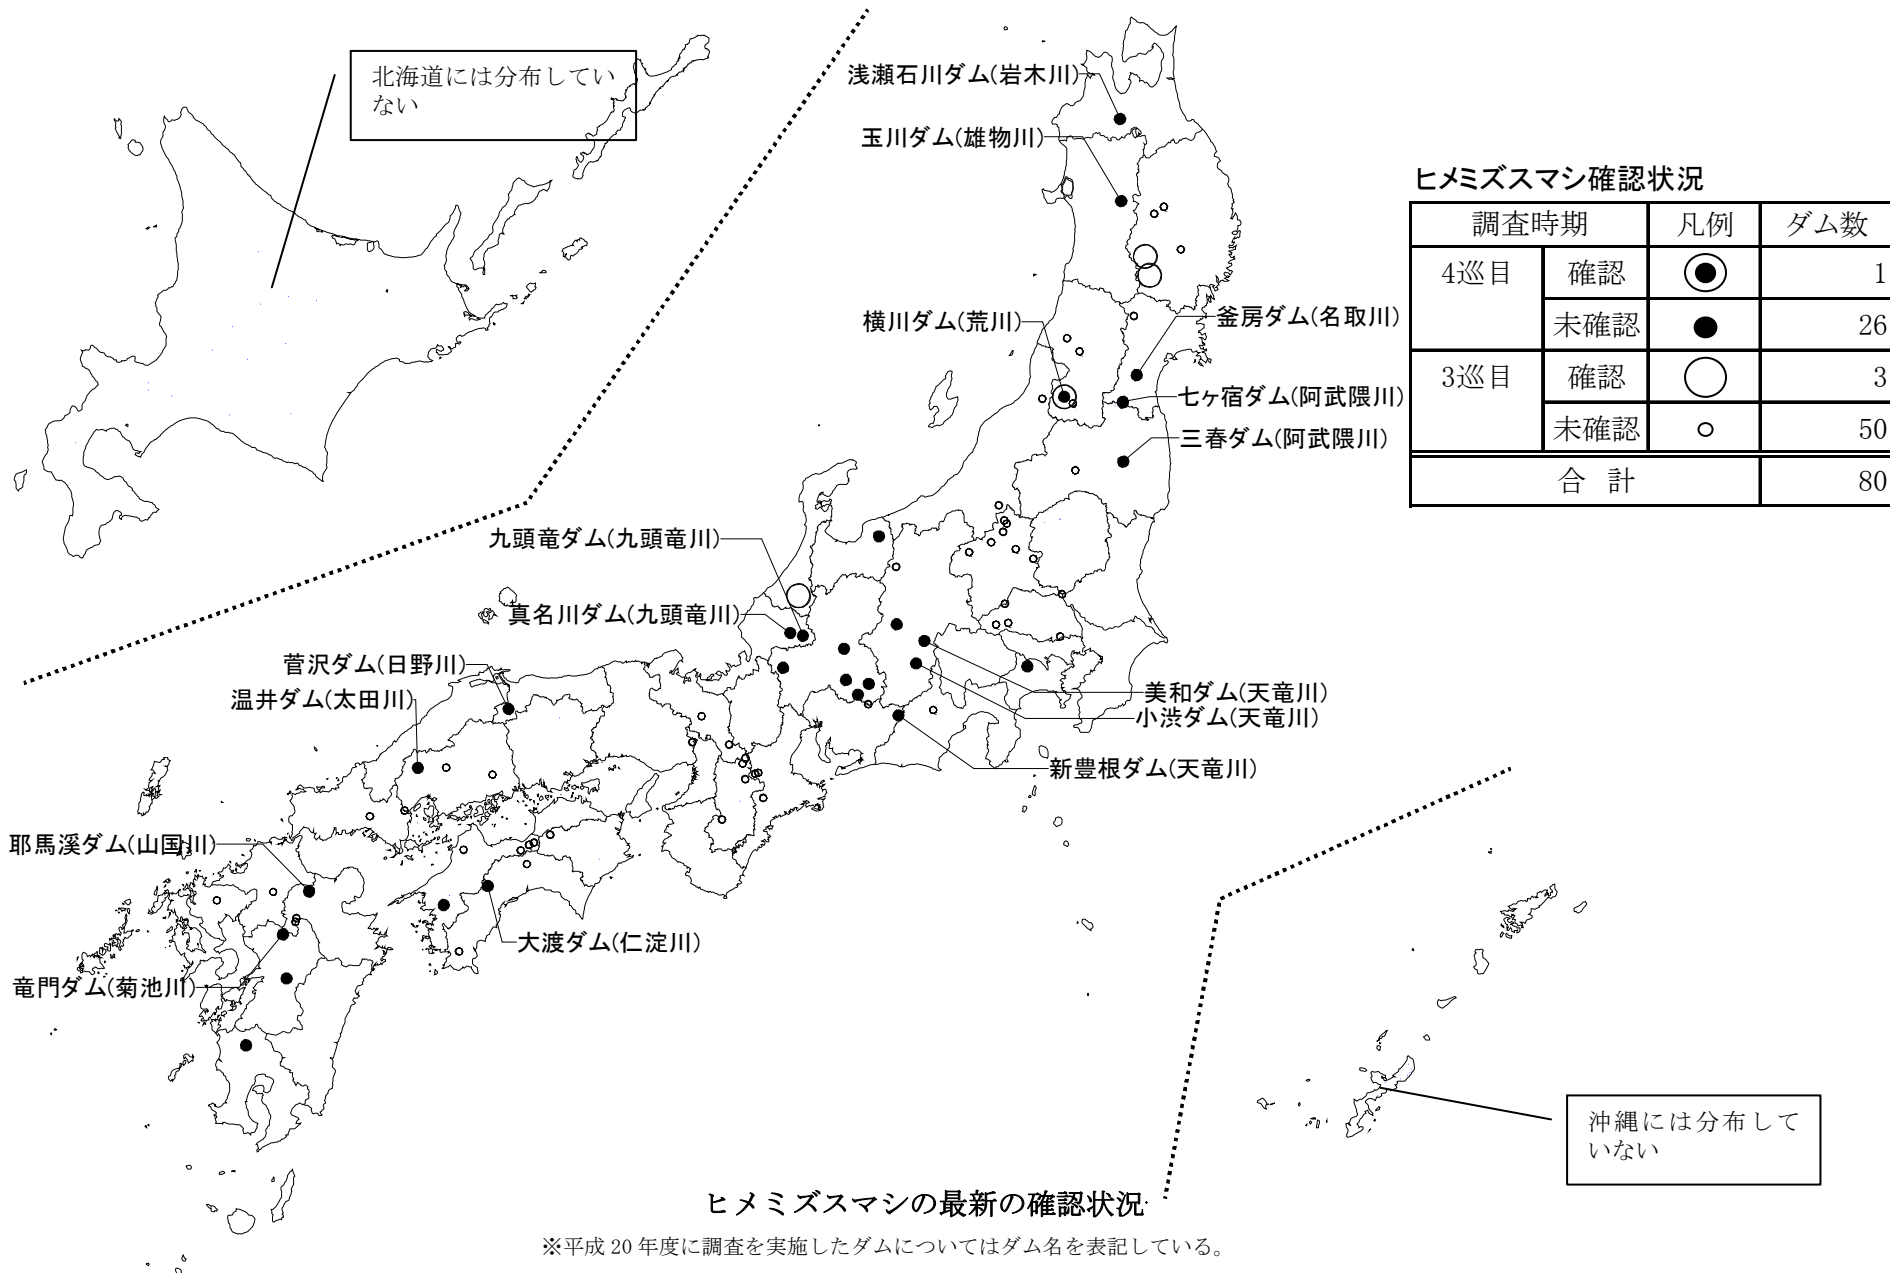 北海道には分布してい
ない
浅瀬石川ダム(岩木川)
玉川ダム(雄物川)
横川ダム(荒川)
釜房ダム(名取川)
七ヶ宿ダム(阿武隈川)
三春ダム(阿武隈川)
ヒメミズスマシ確認状況
調査時期 凡例 ダム数
4巡目 確認 1
未確認 26
3巡目 確認 3
未確認 50
合 計 80
九頭竜ダム(九頭竜川)
真名川ダム(九頭竜川)
菅沢ダム(日野川)
温井ダム(太田川)
美和ダム(天竜川)
小渋ダム(天竜川)
新豊根ダム(天竜川)
耶馬溪ダム(山国川)
大渡ダム(仁淀川)
竜門ダム(菊池川)
沖縄には分布して
いない
ヒメミズスマシの最新の確認状況
※平成 20 年度に調査を実施したダムについてはダム名を表記している。